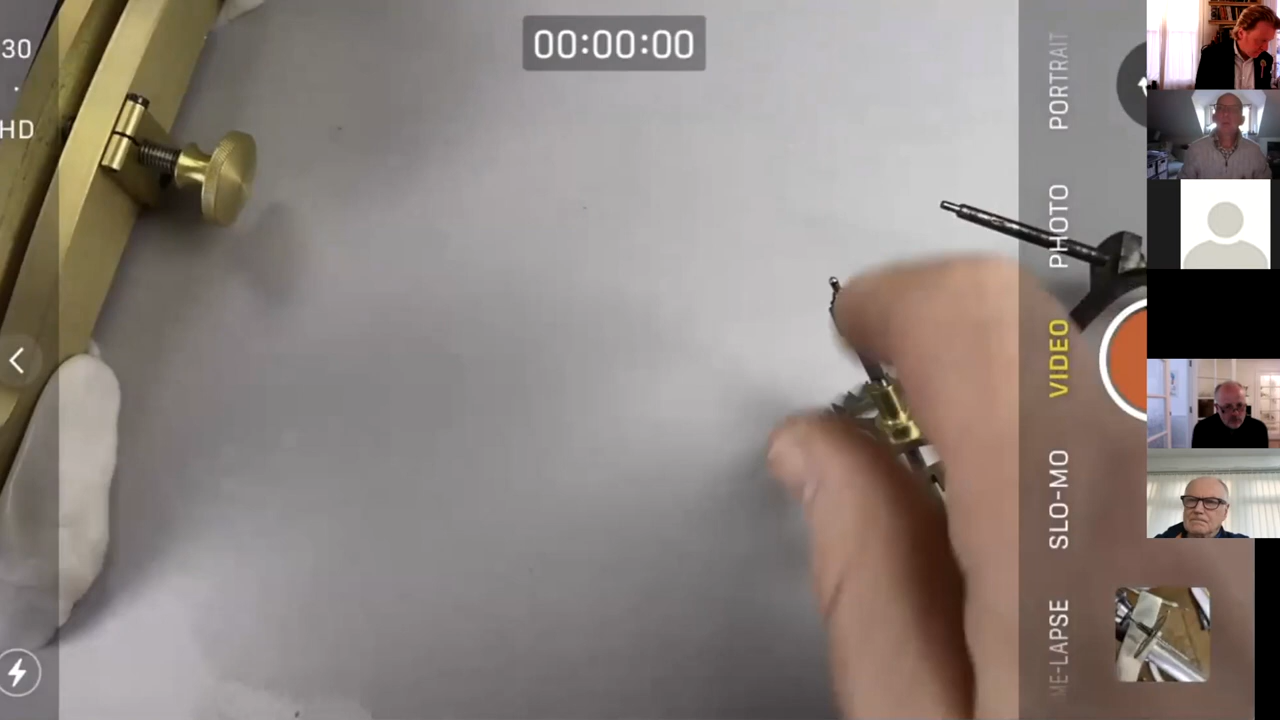 30
HD
00:00:00
PORTRAIT
PHOTO
VIDEO
SLO-MO
ME-LAPSE